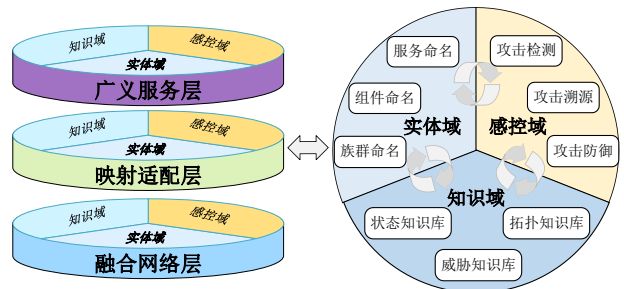 知识域
感控域
实体域
广义服务层
知识域
感控域
实体域
映射适配层
知识域
感控域
实体域
融合网络层
服务命名
攻击检测
组件命名
攻击溯源
实体域
感控域
族群命名
攻击防御
知识域
状态知识库
拓扑知识库
威胁知识库